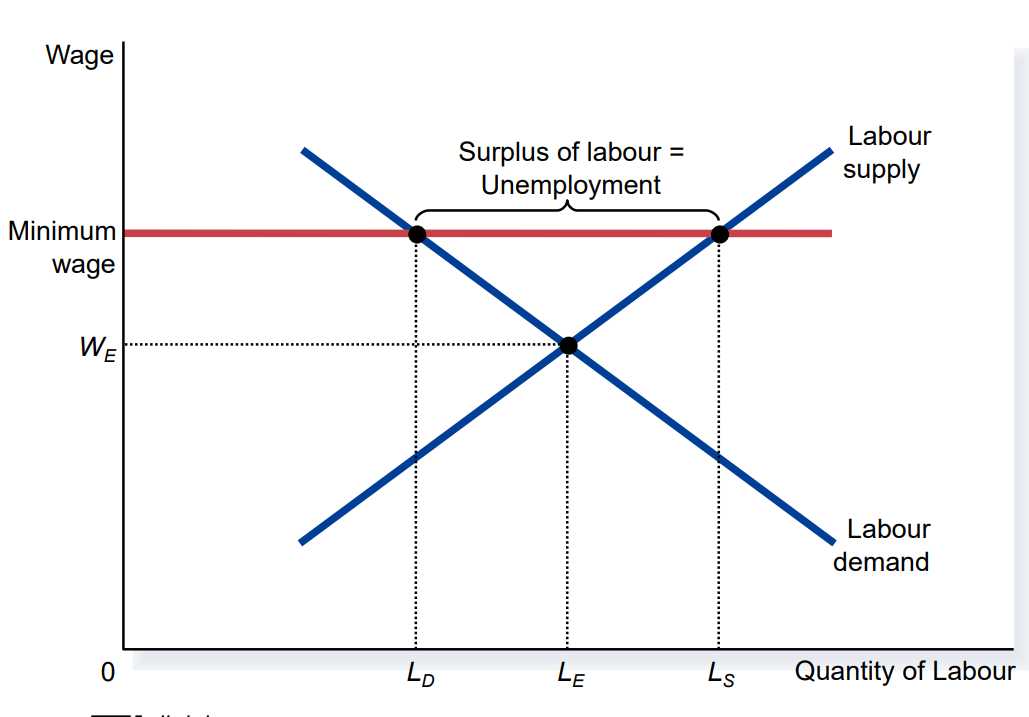 Wage
Surplus of labour =
Unemployment
Labour
supply
Minimum
wage
W_E
Labour
demand
0
L_D
L_E
L_S
Quantity of Labour